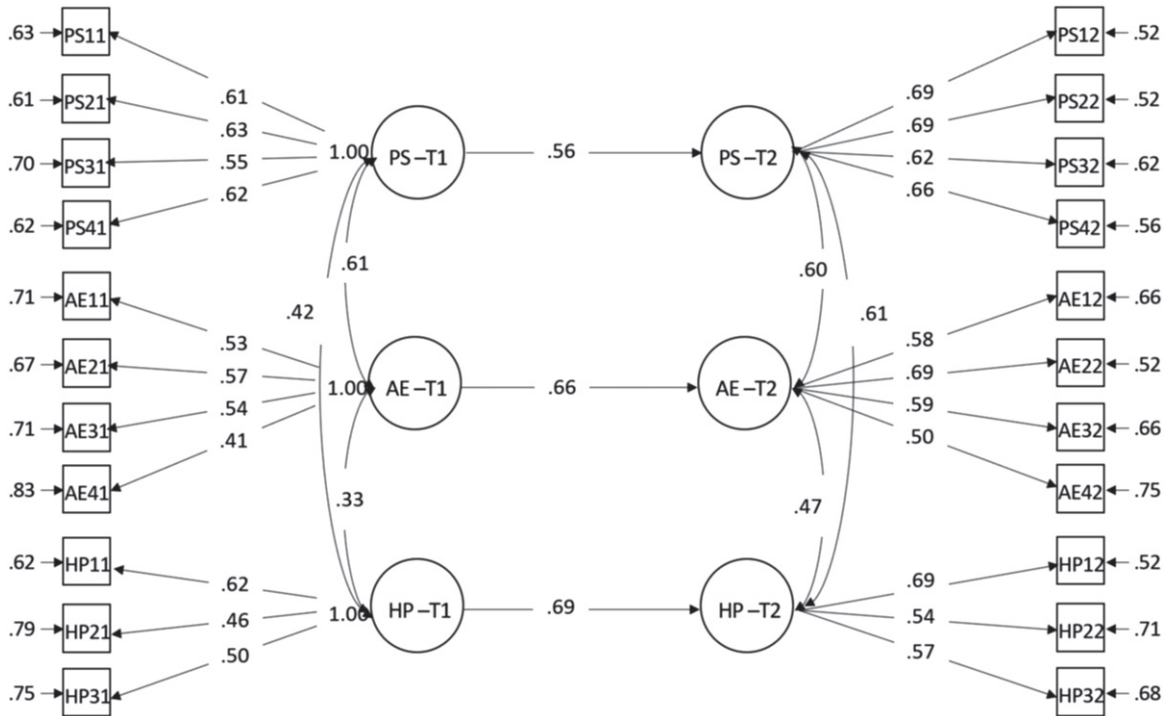 .63 PS11 PS12 .52
.61
.69
.61 PS21 PS22 .52
.63 .69
1.00 PS –T1 .56 PS –T2
.70 PS31 .55 .62 PS32 .62
.62 .66
.62 PS41 PS42 .56
.61 .60
.71 AE11 AE12 .66
.42 .61
.53 .58
.67 AE21 AE22 .52
.57 .69
1.00 AE –T1 .66 AE –T2
.54 .59
.71 AE31 AE32 .66
.41 .50
.83 AE41 AE42 .75
.33 .47
.62 HP11 HP12 .52
.62 .69
1.00 HP –T1 .69 HP –T2
.46 .54
.79 HP21 HP22 .71
.50 .57
.75 HP31 HP32 .68